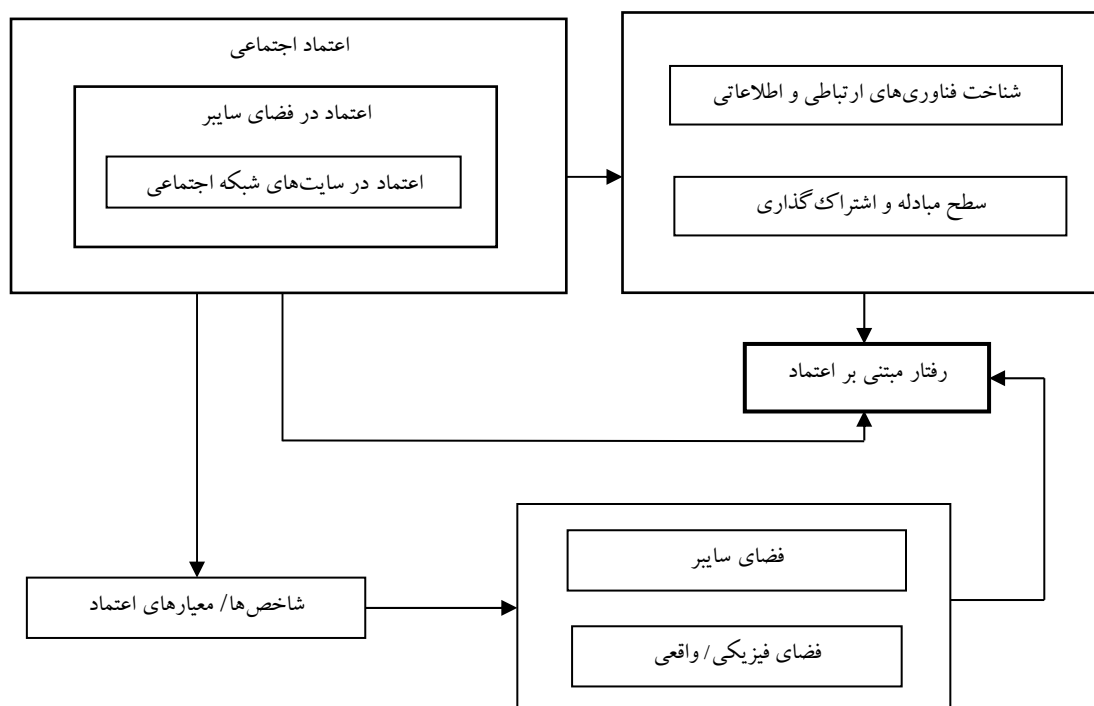 اعتماد اجتماعی
اعتماد در فضای سایبر
اعتماد در سایت‌های شبکه اجتماعی
شناخت فناوری‌های ارتباطی و اطلاعاتی
سطح مبادله و اشتراک‌گذاری
رفتار مبتنی بر اعتماد
شاخص‌ها/ معیارهای اعتماد
فضای سایبر
فضای فیزیکی/ واقعی